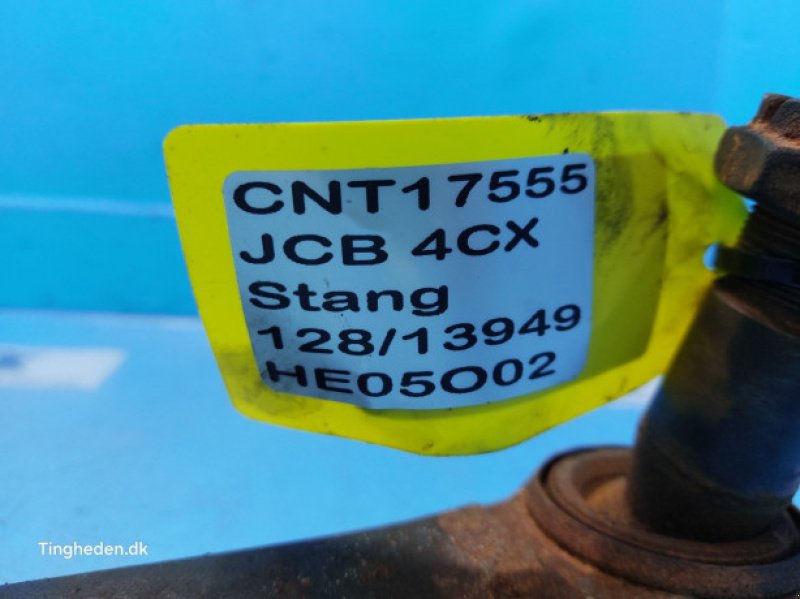 CNT17555
JCB 4CX
Stang
128/13949
HE05O02
Tingheden.dk